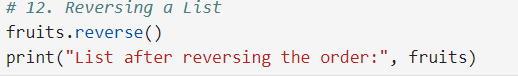 # 12. Reversing a List
fruits.reverse()
print("List after reversing the order:", fruits)